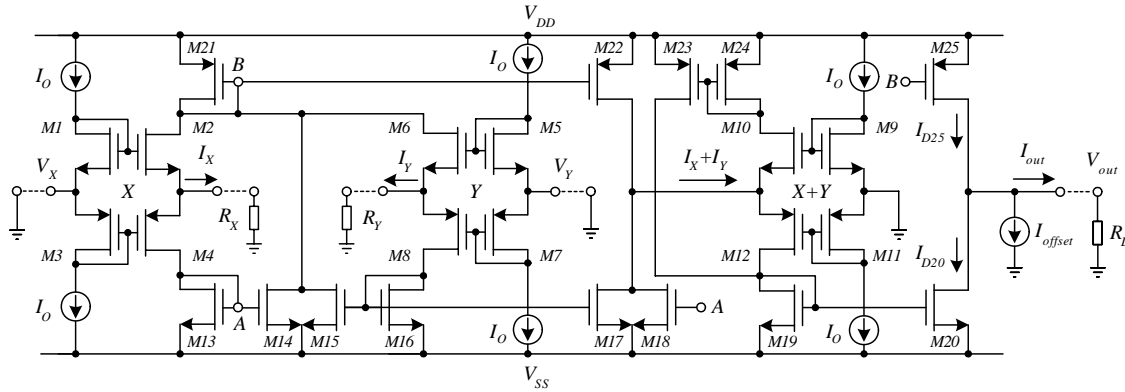 V_DD
M21 M22 M23 M24 M25
I_O B I_O I_O B
M1 M2 M6 M5 M10 M9 I_D25
V_X I_X I_Y V_Y I_X+I_Y I_out V_out
X R_X R_Y Y X+Y R_L
M3 M4 M8 M7 M12 M11 I_D20 I_offset
I_O A I_O A I_O
M13 M14 M15 M16 M17 M18 M19 M20
V_SS